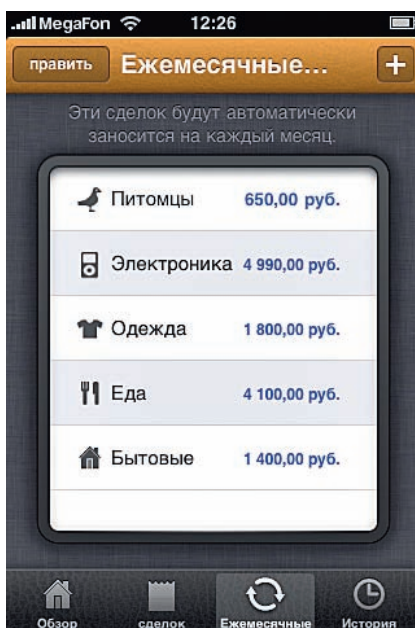 MegaFon 12:26
править Ежемесячные... +
Эти сделок будут автоматически
заносится на каждый месяц.
Питомцы 650,00 руб.
Электроника 4 990,00 руб.
Одежда 1 800,00 руб.
Еда 4 100,00 руб.
Бытовые 1 400,00 руб.
Обзор сделок Ежемесячные История